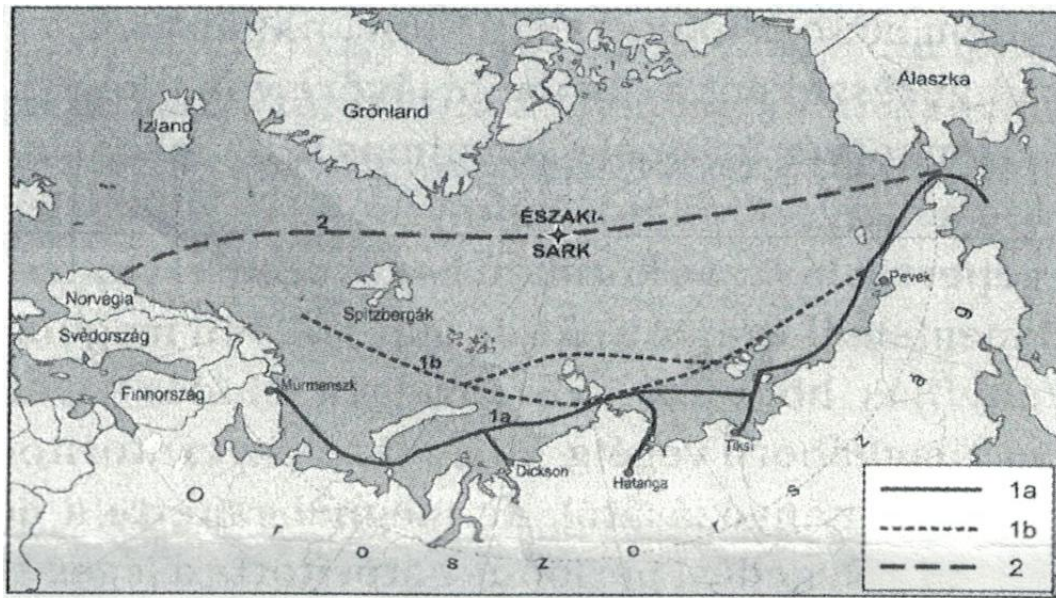 Alaszka
Grönland
Izland
ÉSZAKI-
SARK
2
Norvégia
Svédország
Finnország
Spitzbergák
Murmanszk
1b
1a
Pevek
Tiksi
Dickson
Hatanga
O r o s z o r s z á g
1a
1b
2